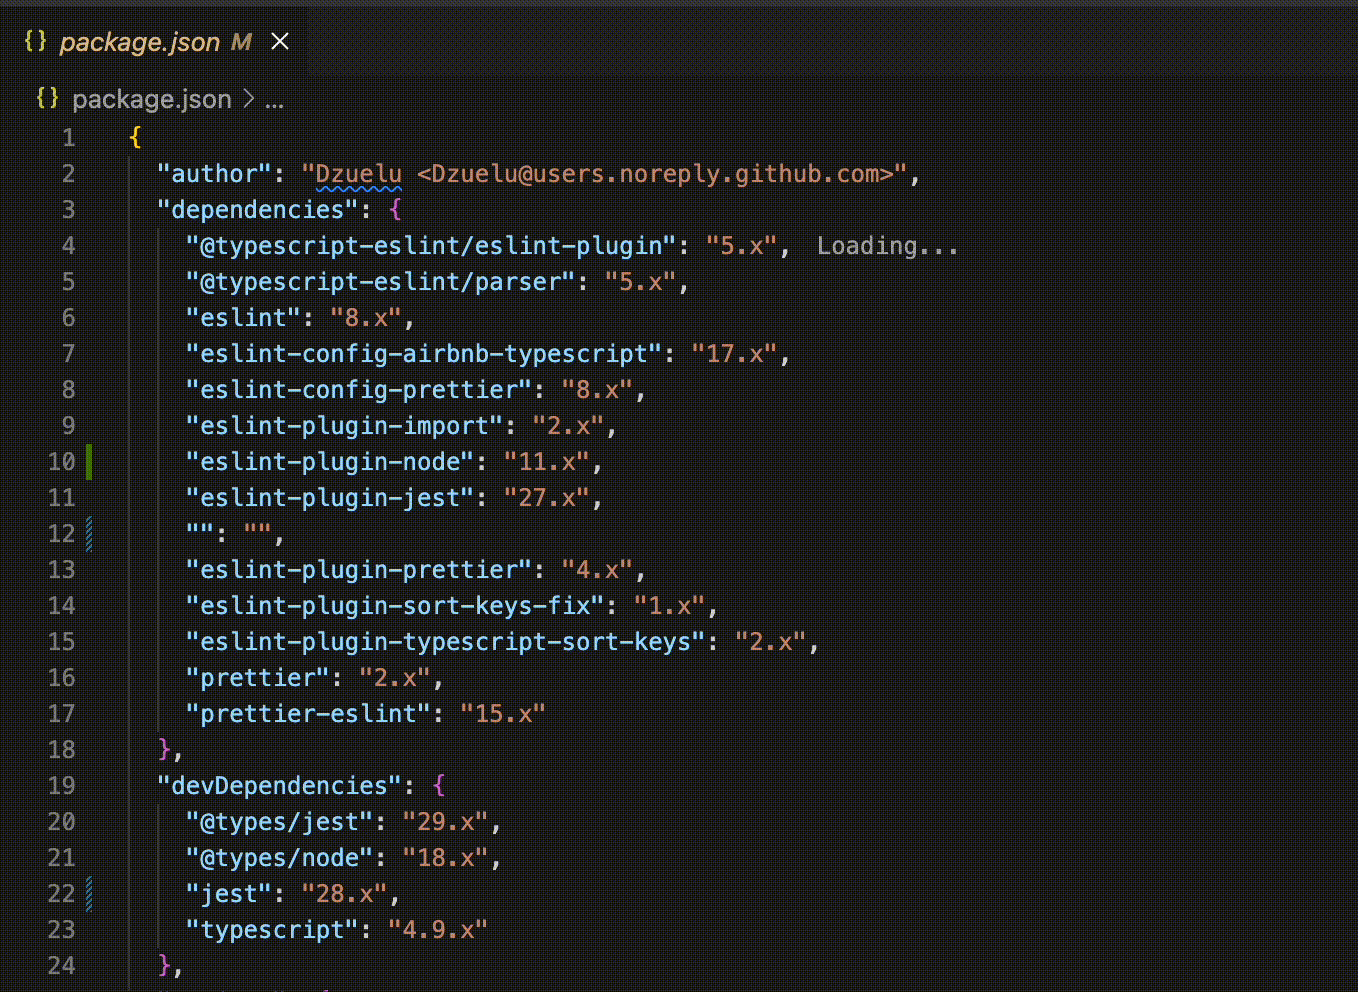 {} package.json M ×
{} package.json > ...
1 {
2 "author": "Dzuelu <Dzuelu@users.noreply.github.com>",
3 "dependencies": {
4 "@typescript-eslint/eslint-plugin": "5.x", Loading...
5 "@typescript-eslint/parser": "5.x",
6 "eslint": "8.x",
7 "eslint-config-airbnb-typescript": "17.x",
8 "eslint-config-prettier": "8.x",
9 "eslint-plugin-import": "2.x",
10 "eslint-plugin-node": "11.x",
11 "eslint-plugin-jest": "27.x",
12 "": "",
13 "eslint-plugin-prettier": "4.x",
14 "eslint-plugin-sort-keys-fix": "1.x",
15 "eslint-plugin-typescript-sort-keys": "2.x",
16 "prettier": "2.x",
17 "prettier-eslint": "15.x"
18 },
19 "devDependencies": {
20 "@types/jest": "29.x",
21 "@types/node": "18.x",
22 "jest": "28.x",
23 "typescript": "4.9.x"
24 },